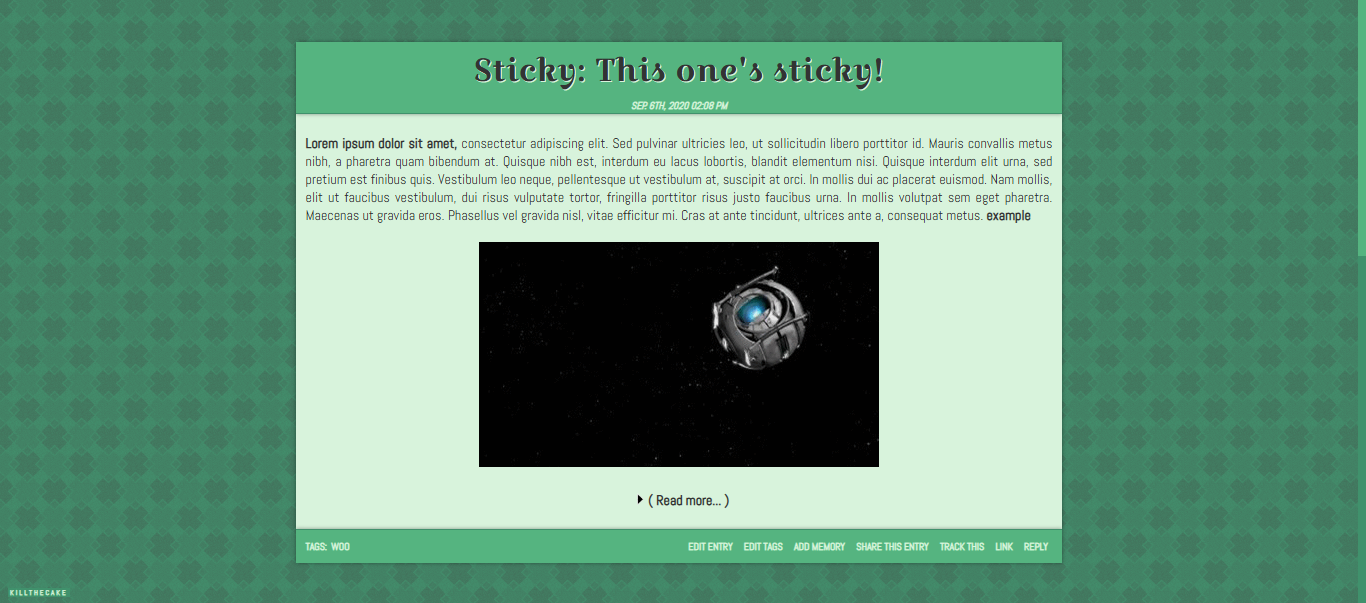 Sticky: This one's sticky!
SEP. 6TH, 2020 02:08 PM
Lorem ipsum dolor sit amet, consectetur adipiscing elit. Sed pulvinar ultricies leo, ut sollicitudin libero porttitor id. Mauris convallis metus
nibh, a pharetra quam bibendum at. Quisque nibh est, interdum eu lacus lobortis, blandit elementum nisi. Quisque interdum elit urna, sed
pretium est finibus quis. Vestibulum leo neque, pellentesque ut vestibulum at, suscipit at orci. In mollis dui ac placerat euismod. Nam mollis,
elit ut faucibus vestibulum, dui risus vulputate tortor, fringilla porttitor risus justo faucibus urna. In mollis volutpat sem eget pharetra.
Maecenas ut gravida eros. Phasellus vel gravida nisl, vitae efficitur mi. Cras at ante tincidunt, ultrices ante a, consequat metus. example
( Read more... )
TAGS: WOO
EDIT ENTRY EDIT TAGS ADD MEMORY SHARE THIS ENTRY TRACK THIS LINK REPLY
KILLTHECAKE